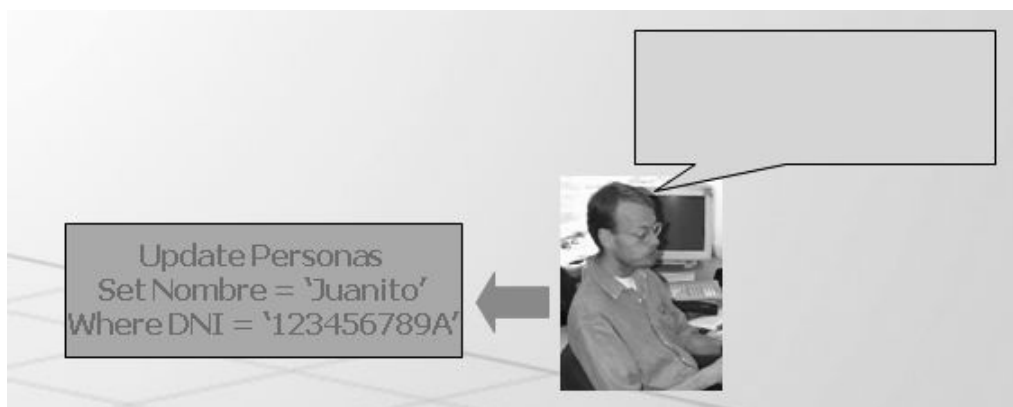 Update Personas
Set Nombre = ‘Juanito’
Where DNI = ‘123456789A’